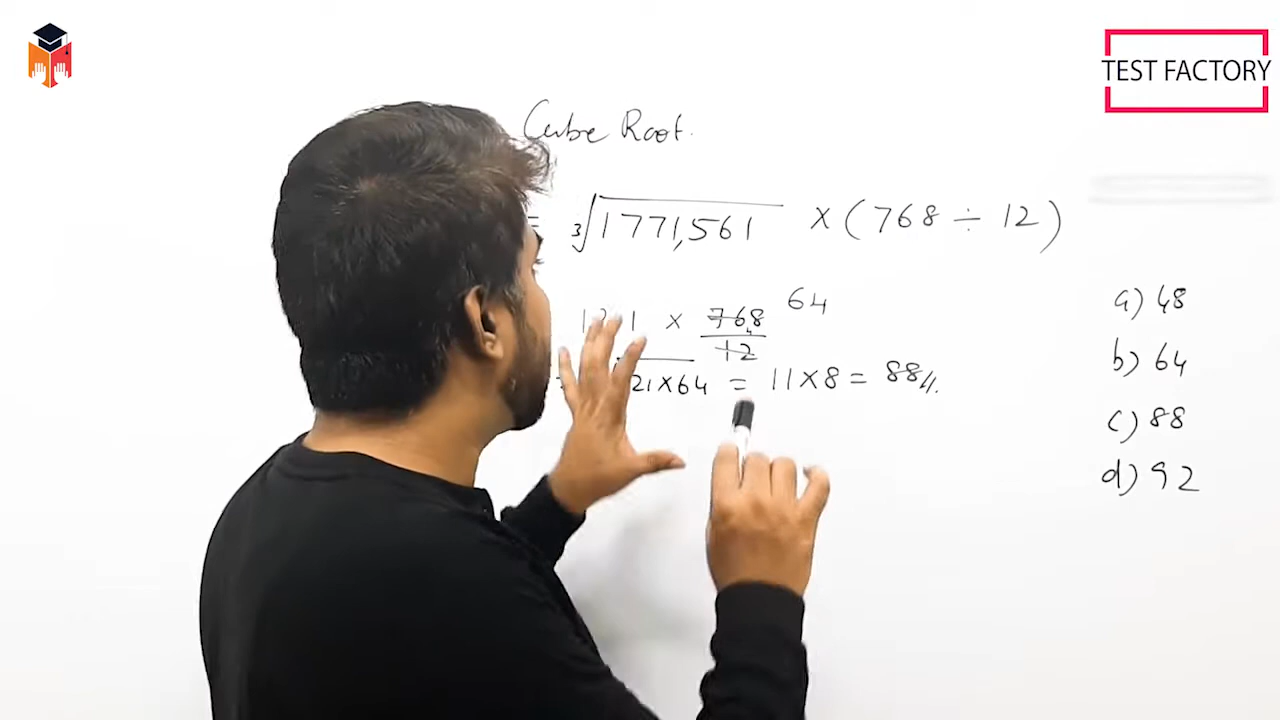 TEST FACTORY
Cube Root.
= ∛1771,561 × (768 ÷ 12)
× 768/12 64
21×64 = 11×8 = 88//.
a) 48
b) 64
c) 88
d) 92